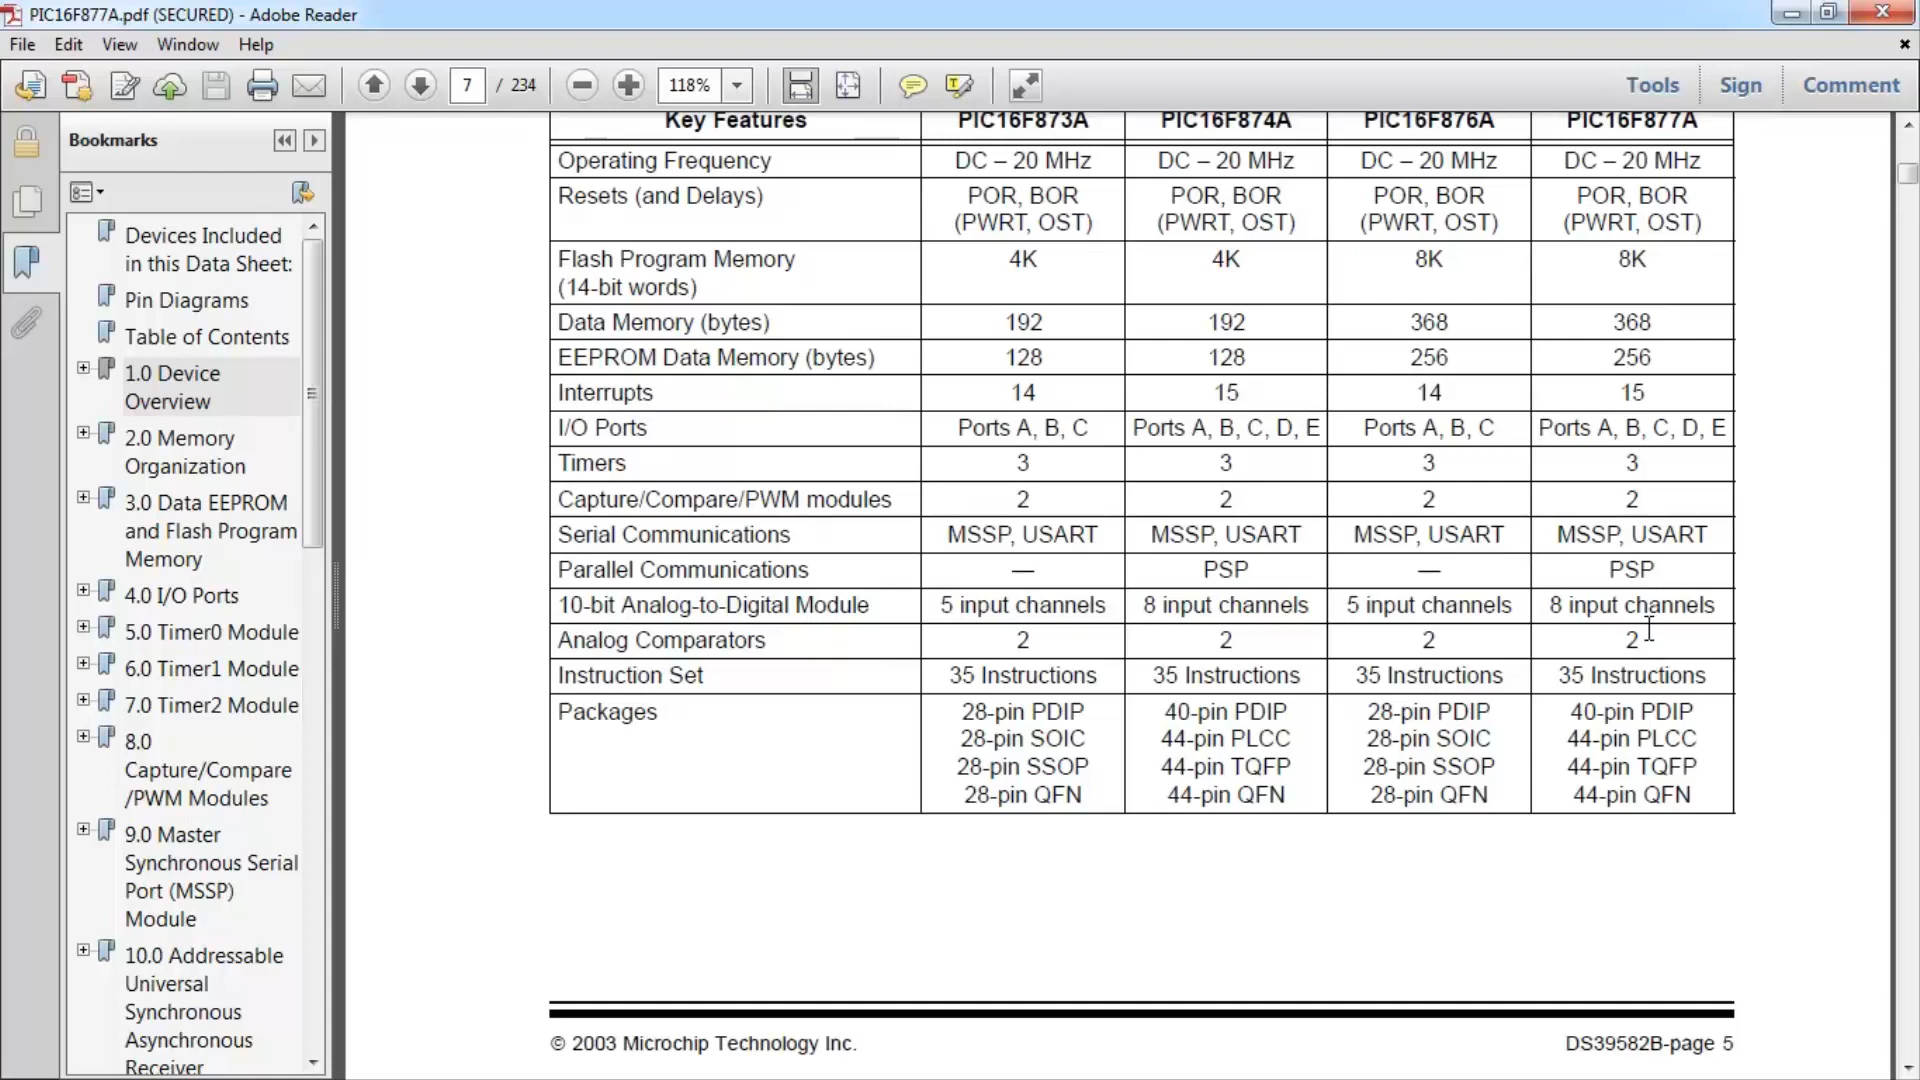 PIC16F877A.pdf (SECURED) - Adobe Reader
File Edit View Window Help
7 / 234 118% Tools Sign Comment
Bookmarks
Devices Included
in this Data Sheet:
Pin Diagrams
Table of Contents
1.0 Device
Overview
2.0 Memory
Organization
3.0 Data EEPROM
and Flash Program
Memory
4.0 I/O Ports
5.0 Timer0 Module
6.0 Timer1 Module
7.0 Timer2 Module
8.0
Capture/Compare
/PWM Modules
9.0 Master
Synchronous Serial
Port (MSSP)
Module
10.0 Addressable
Universal
Synchronous
Asynchronous
Receiver
Key Features PIC16F873A PIC16F874A PIC16F876A PIC16F877A
Operating Frequency DC – 20 MHz DC – 20 MHz DC – 20 MHz DC – 20 MHz
Resets (and Delays) POR, BOR POR, BOR POR, BOR POR, BOR
(PWRT, OST) (PWRT, OST) (PWRT, OST) (PWRT, OST)
Flash Program Memory 4K 4K 8K 8K
(14-bit words)
Data Memory (bytes) 192 192 368 368
EEPROM Data Memory (bytes) 128 128 256 256
Interrupts 14 15 14 15
I/O Ports Ports A, B, C Ports A, B, C, D, E Ports A, B, C Ports A, B, C, D, E
Timers 3 3 3 3
Capture/Compare/PWM modules 2 2 2 2
Serial Communications MSSP, USART MSSP, USART MSSP, USART MSSP, USART
Parallel Communications — PSP — PSP
10-bit Analog-to-Digital Module 5 input channels 8 input channels 5 input channels 8 input channels
Analog Comparators 2 2 2 2
Instruction Set 35 Instructions 35 Instructions 35 Instructions 35 Instructions
Packages 28-pin PDIP 40-pin PDIP 28-pin PDIP 40-pin PDIP
28-pin SOIC 44-pin PLCC 28-pin SOIC 44-pin PLCC
28-pin SSOP 44-pin TQFP 28-pin SSOP 44-pin TQFP
28-pin QFN 44-pin QFN 28-pin QFN 44-pin QFN
© 2003 Microchip Technology Inc. DS39582B-page 5